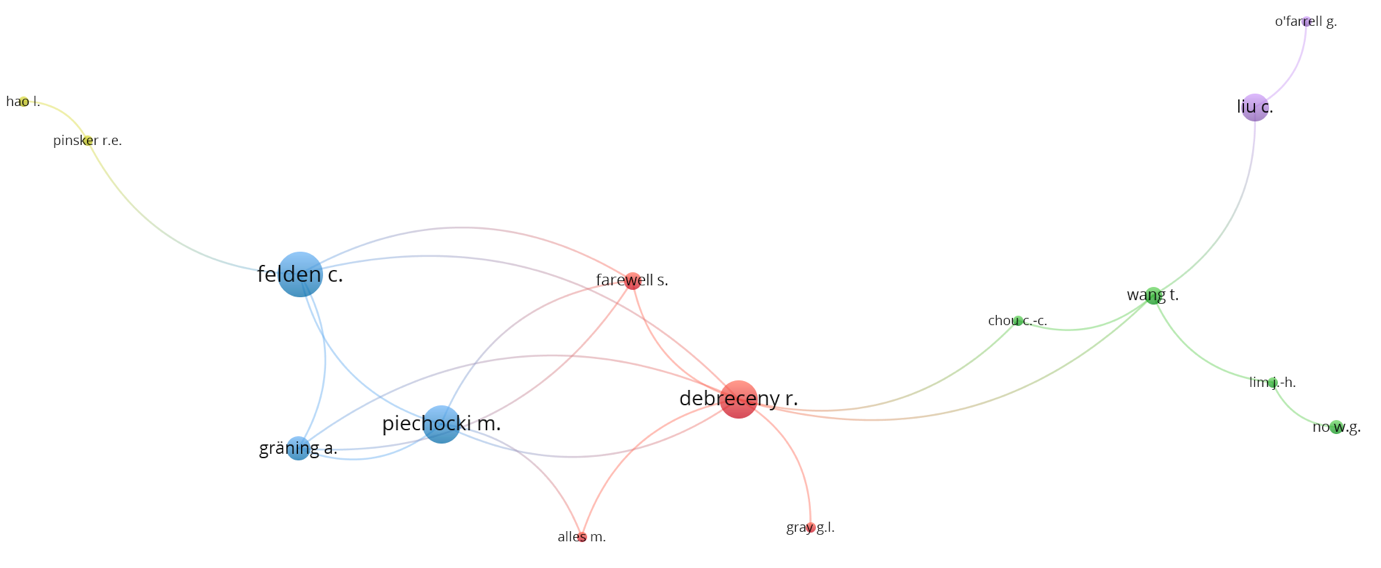 o'farrell g.
hao l.
liu c.
pinsker r.e.
felden c.
farewell s.
wang t.
chou c.-c.
lim j.-h.
debreceny r.
piechocki m.
no w.g.
gräning a.
gray g.l.
alles m.